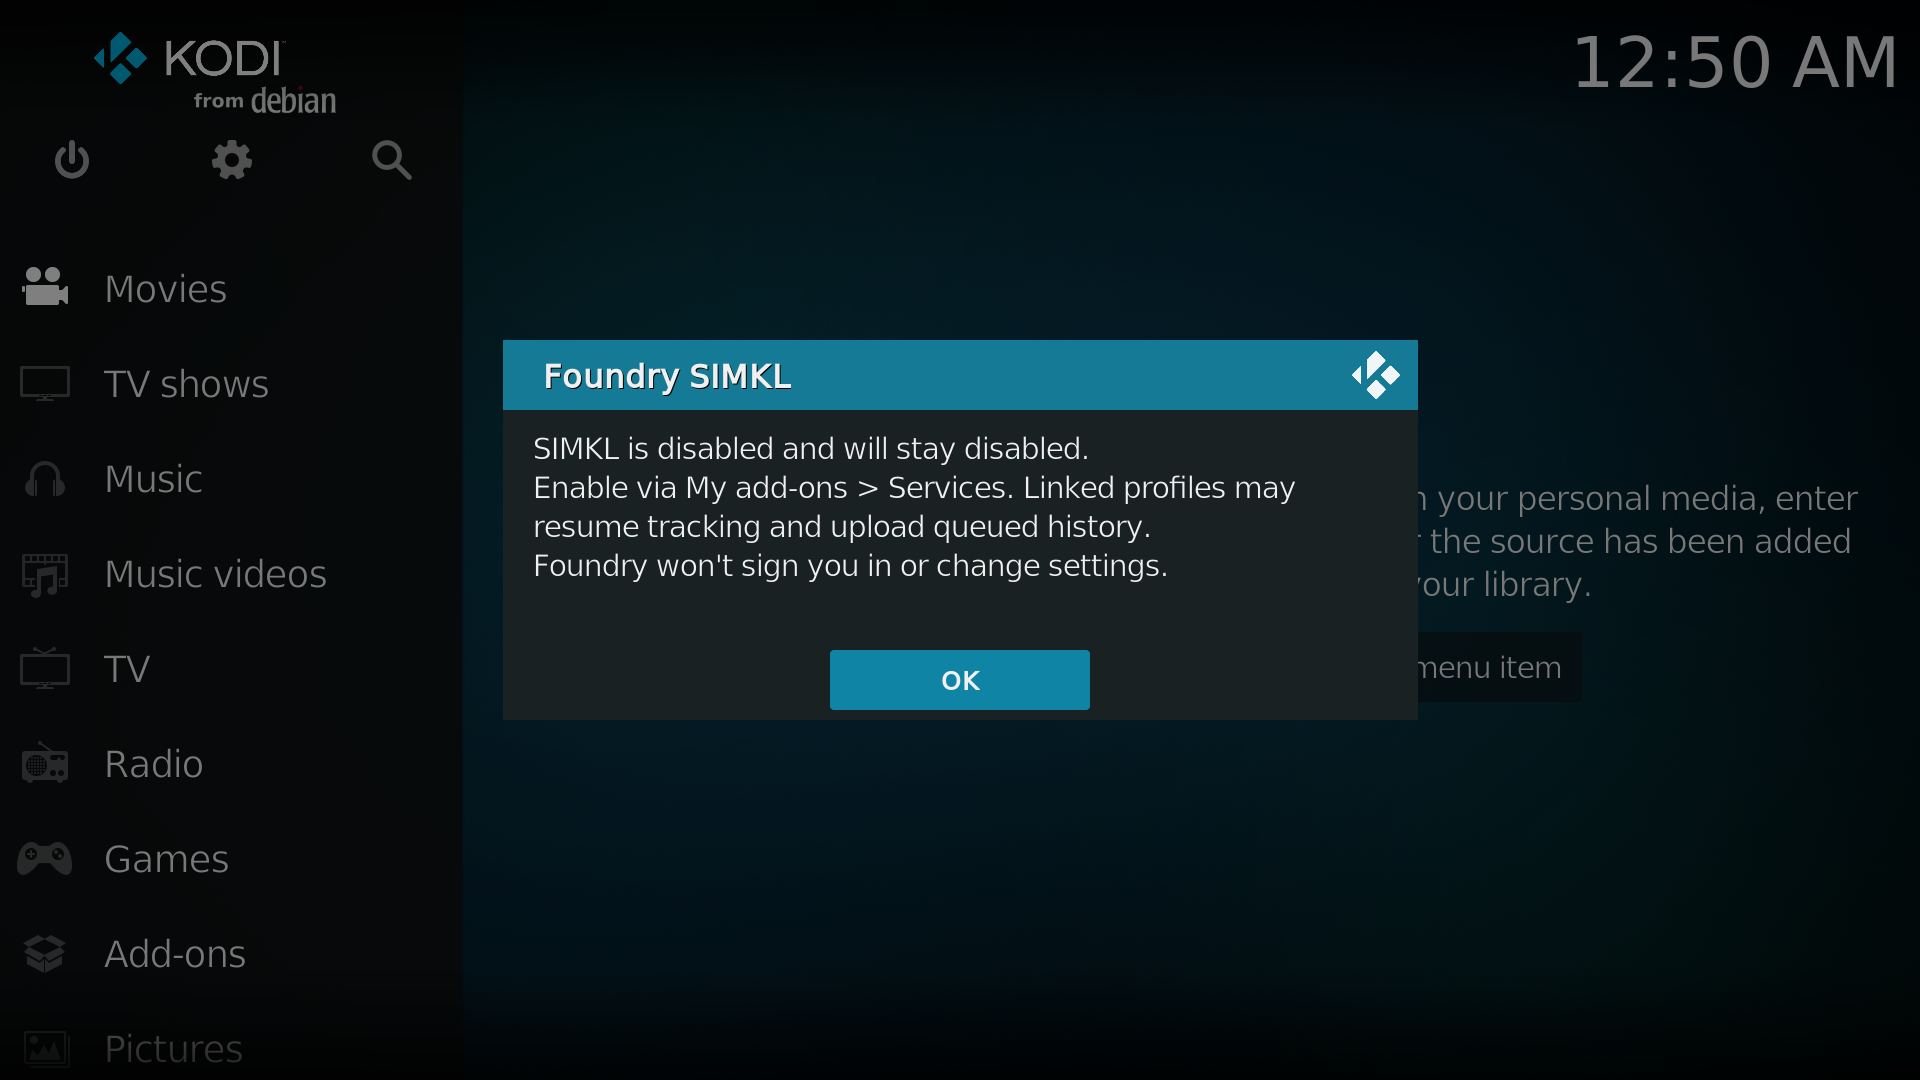 KODI
from debian
12:50 AM
Movies
TV shows
Music
Music videos
TV
Radio
Games
Add-ons
Pictures
Foundry SIMKL
SIMKL is disabled and will stay disabled.
Enable via My add-ons > Services. Linked profiles may
resume tracking and upload queued history.
Foundry won't sign you in or change settings.
OK
your personal media, enter
the source has been added
your library.
menu item